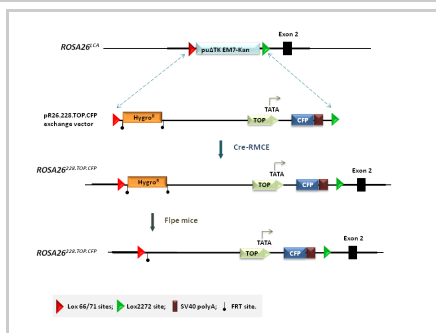 Exon 2
ROSA26 LCA
puΔTK-EM7-Kan
TATA
pR26.228.TOP.CFP
exchange vector
Hygro R
TOP
CFP
Cre-RMCE
TATA
Exon 2
ROSA26 228.TOP.CFP
Hygro R
TOP
CFP
Flpe mice
TATA
Exon 2
ROSA26 228.TOP.CFP
TOP
CFP
Lox 66/71 sites; Lox2272 site; SV40 polyA; FRT site.